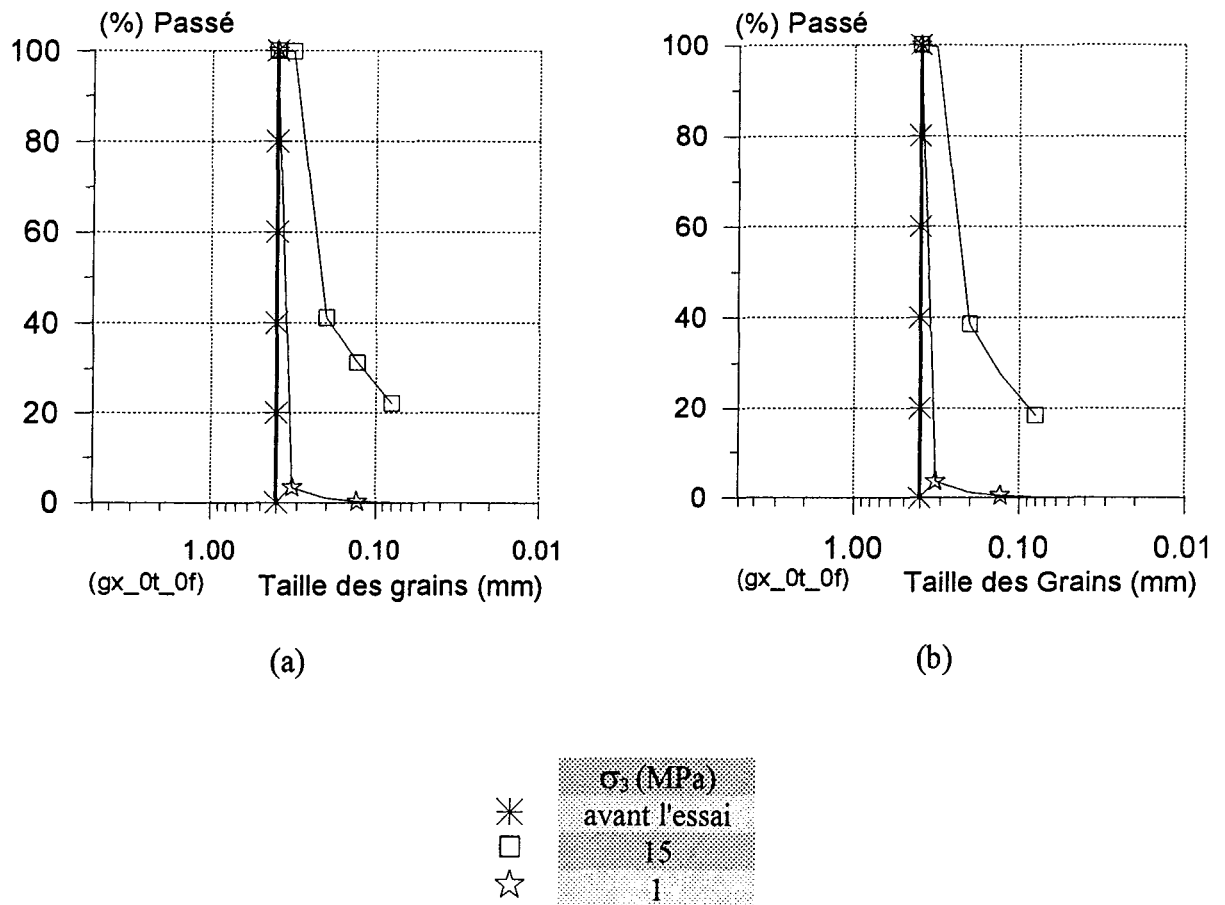 (%) Passé
100
80
60
40
20
0
1.00 0.10 0.01
(gx_0t_0f) Taille des grains (mm)
(a)
(%) Passé
100
80
60
40
20
0
1.00 0.10 0.01
(gx_0t_0f) Taille des Grains (mm)
(b)
σ3 (MPa)
avant l'essai
15
1